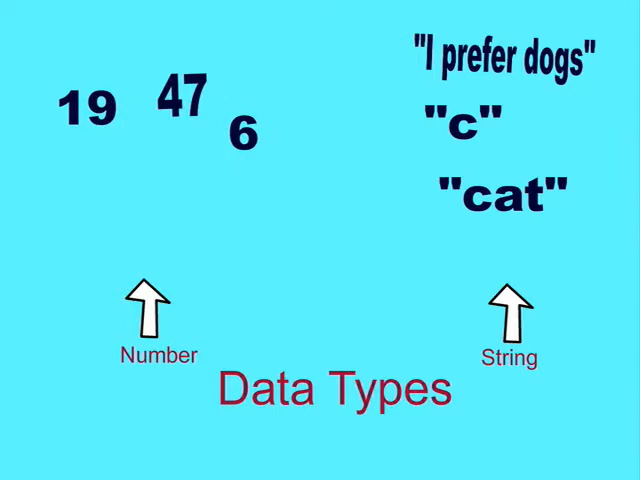 19 47 6
"I prefer dogs"
"c"
"cat"
Number
String
Data Types